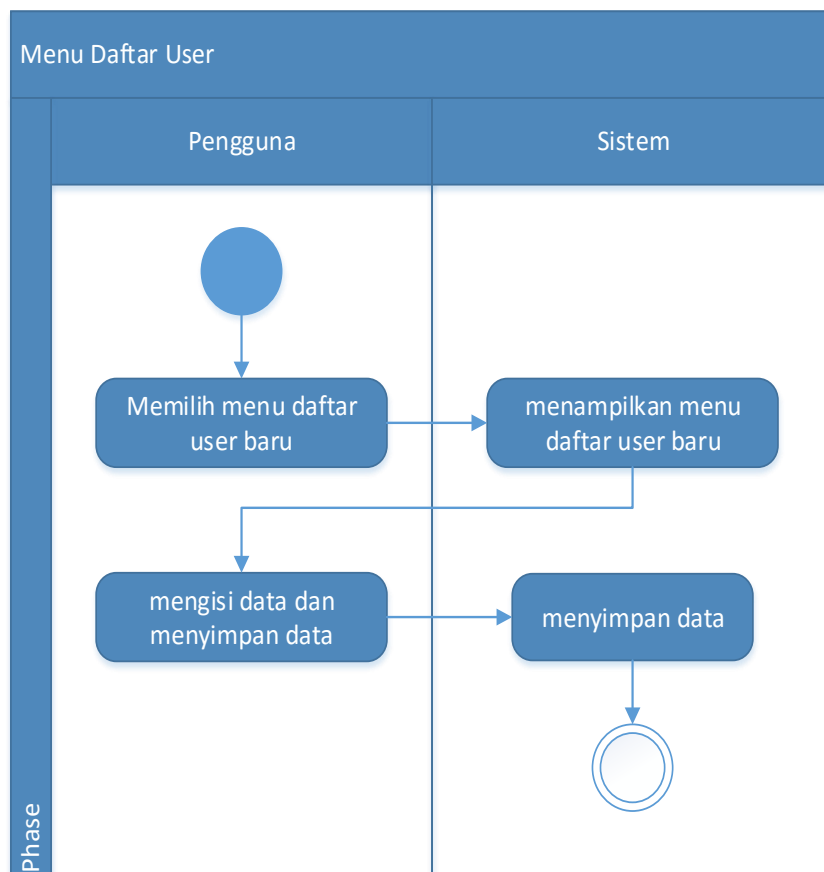 Menu Daftar User
Pengguna
Sistem
Memilih menu daftar
user baru
menampilkan menu
daftar user baru
mengisi data dan
menyimpan data
menyimpan data
Phase